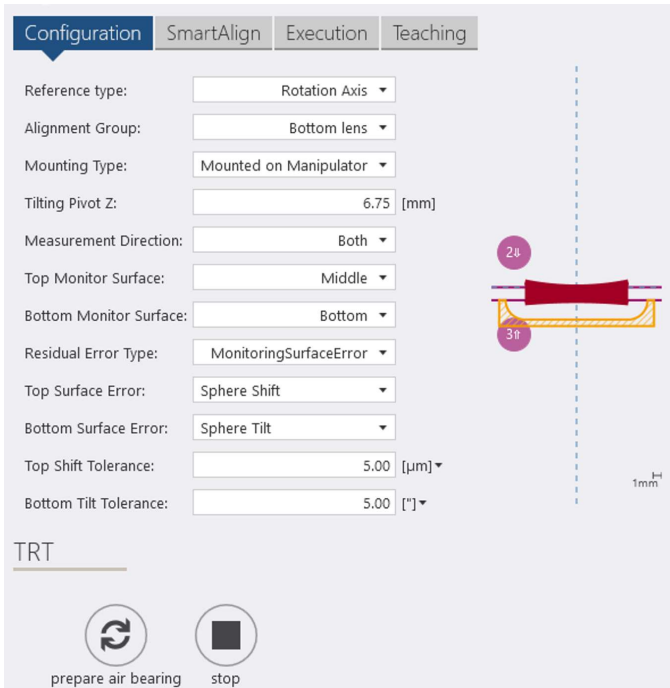 Configuration SmartAlign Execution Teaching
Reference type: Rotation Axis
Alignment Group: Bottom lens
Mounting Type: Mounted on Manipulator
Tilting Pivot Z: 6.75 [mm]
Measurement Direction: Both
2⇓
Top Monitor Surface: Middle
Bottom Monitor Surface: Bottom
3⇑
Residual Error Type: MonitoringSurfaceError
Top Surface Error: Sphere Shift
Bottom Surface Error: Sphere Tilt
Top Shift Tolerance: 5.00 [µm]
1mm
Bottom Tilt Tolerance: 5.00 ["]
TRT
prepare air bearing stop